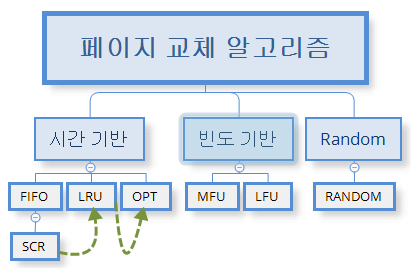 페이지 교체 알고리즘
시간 기반
빈도 기반
Random
FIFO
LRU
OPT
MFU
LFU
RANDOM
SCR